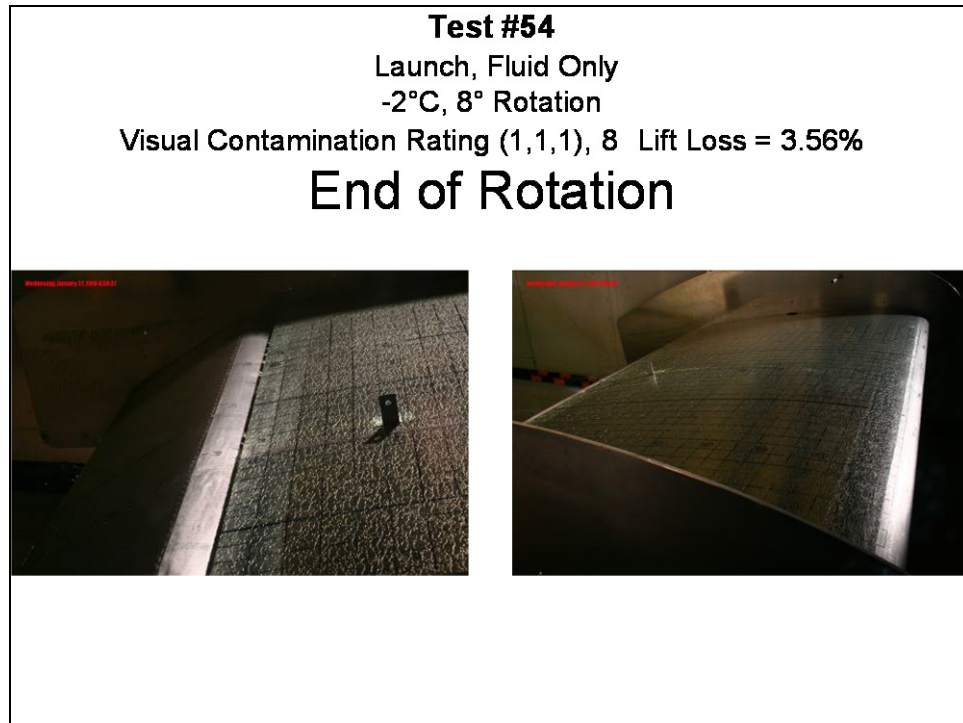 Test #54
Launch, Fluid Only
-2°C, 8° Rotation
Visual Contamination Rating (1,1,1), 8 Lift Loss = 3.56%
End of Rotation